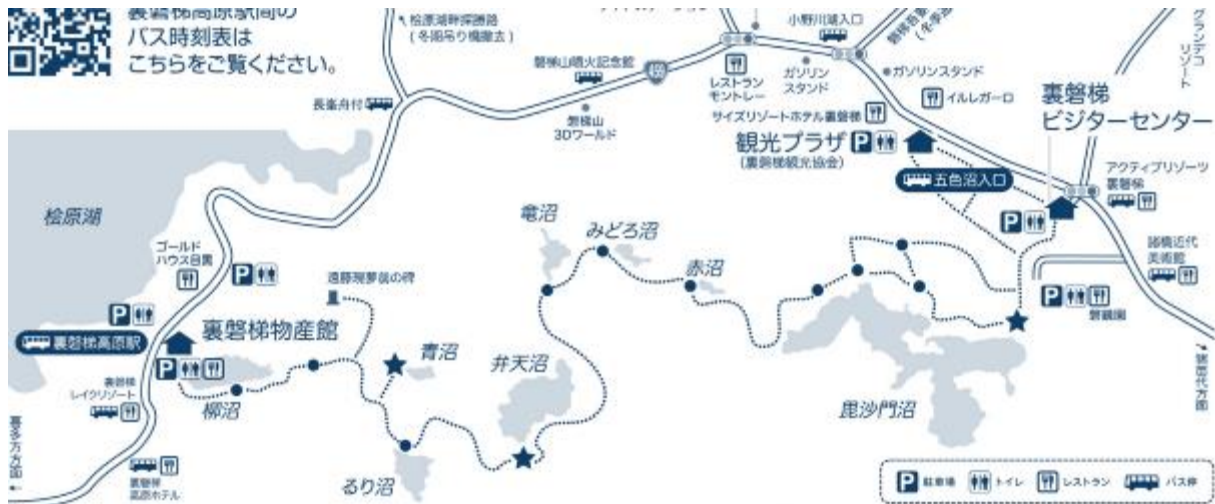 裏磐梯高原駅間の
バス時刻表は
こちらをご覧ください。
桧原湖畔探勝路
(冬期吊り橋撤去)
磐梯山噴火記念館
長峯舟付
磐梯山
3Dワールド
459
レストラン
モントレー
ガソリン
スタンド
小野川湖入口
ガソリンスタンド
イルレガーロ
サイズリゾートホテル裏磐梯
観光プラザ
(裏磐梯観光協会)
五色沼入口
グランデコ
リゾート
裏磐梯
ビジターセンター
アクティブリゾーツ
裏磐梯
諸橋近代
美術館
猪苗代方面
桧原湖
ゴールド
ハウス目黒
遠藤現夢翁の碑
竜沼
みどろ沼
赤沼
裏磐梯高原駅
裏磐梯物産館
裏磐梯
レイクリゾート
柳沼
青沼
弁天沼
毘沙門沼
るり沼
喜多方方面
裏磐梯
高原ホテル
P 駐車場 トイレ レストラン バス停